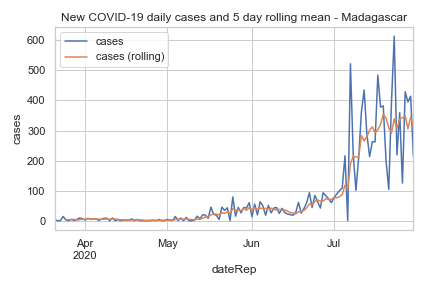 New COVID-19 daily cases and 5 day rolling mean - Madagascar
cases
cases (rolling)
600
500
400
300
200
100
0
cases
Apr
2020
May
Jun
Jul
dateRep